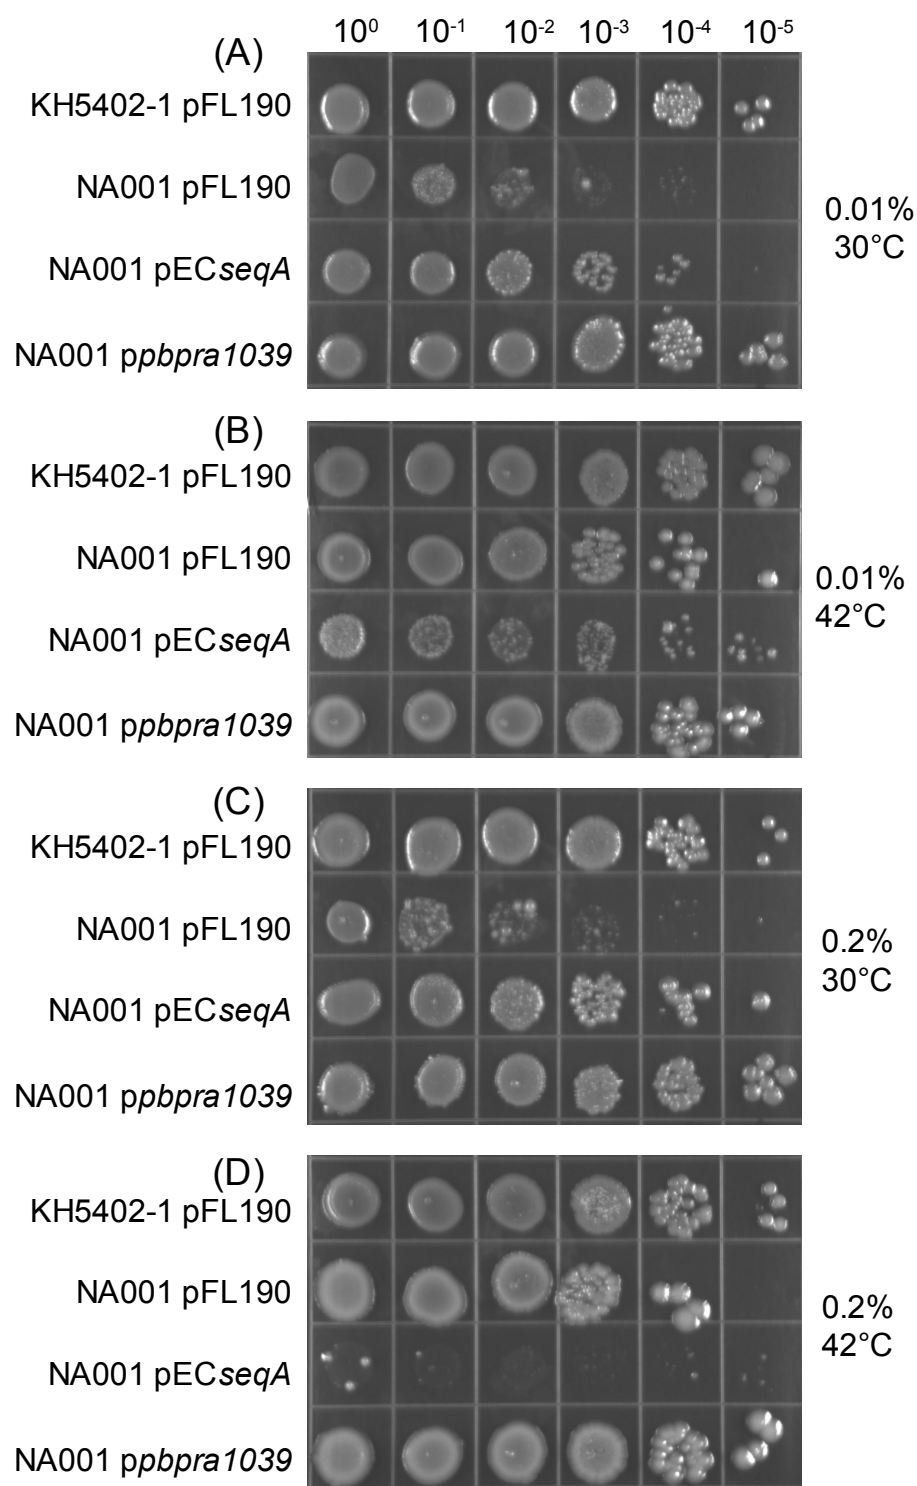 10⁰ 10⁻¹ 10⁻² 10⁻³ 10⁻⁴ 10⁻⁵
(A)
KH5402-1 pFL190
NA001 pFL190
NA001 pECseqA
NA001 ppbpra1039
0.01%
30°C
(B)
KH5402-1 pFL190
NA001 pFL190
NA001 pECseqA
NA001 ppbpra1039
0.01%
42°C
(C)
KH5402-1 pFL190
NA001 pFL190
NA001 pECseqA
NA001 ppbpra1039
0.2%
30°C
(D)
KH5402-1 pFL190
NA001 pFL190
NA001 pECseqA
NA001 ppbpra1039
0.2%
42°C